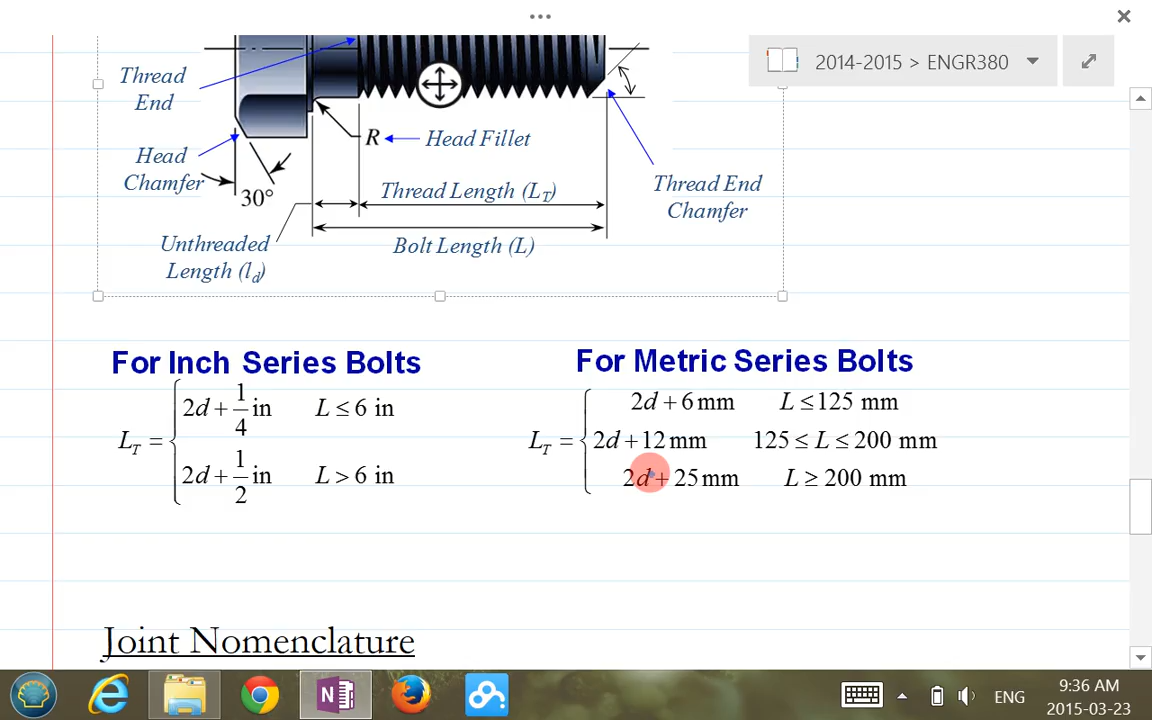 2014-2015 > ENGR380
Thread
End
R
Head Fillet
Head
Chamfer
30°
Thread Length (L_T)
Thread End
Chamfer
Unthreaded
Length (l_d)
Bolt Length (L)
For Inch Series Bolts
L_T = { 2d + 1/4 in L ≤ 6 in
2d + 1/2 in L > 6 in
For Metric Series Bolts
L_T = { 2d + 6 mm L ≤ 125 mm
2d + 12 mm 125 ≤ L ≤ 200 mm
2d + 25 mm L ≥ 200 mm
Joint Nomenclature
N
ENG
9:36 AM
2015-03-23